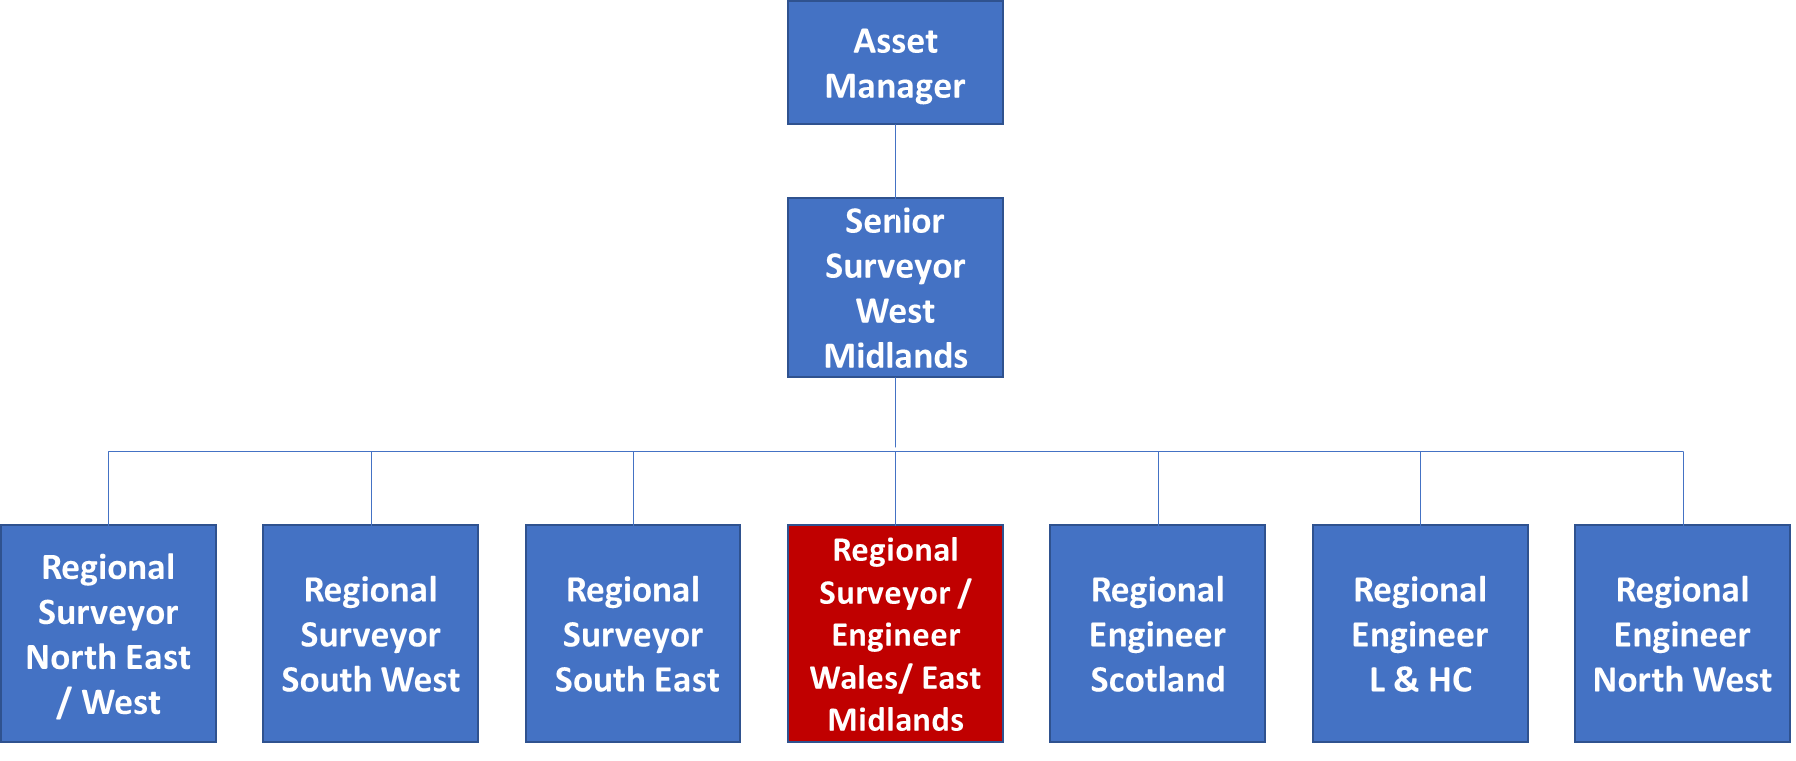 Asset
Manager
Senior
Surveyor
West
Midlands
Regional
Surveyor
North East
/ West
Regional
Surveyor
South West
Regional
Surveyor
South East
Regional
Surveyor /
Engineer
Wales/ East
Midlands
Regional
Engineer
Scotland
Regional
Engineer
L & HC
Regional
Engineer
North West